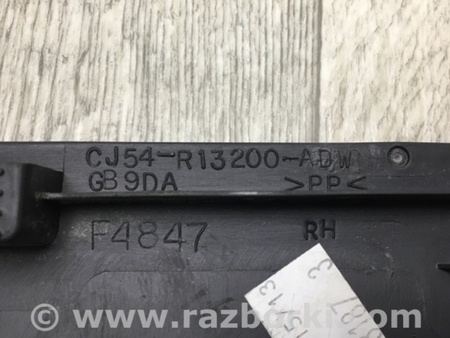 CJ54-R13200-ADW
GB9DA >PP<
F4847 RH
www.razborki.com